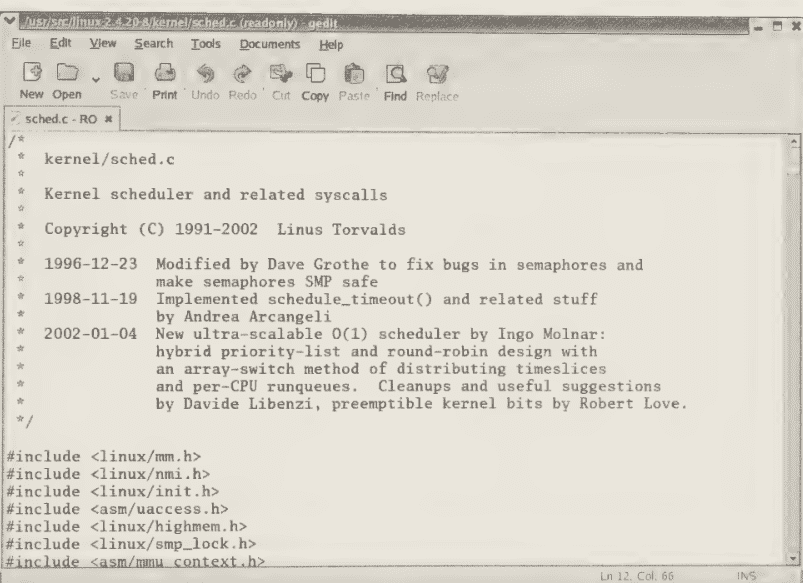 /usr/src/linux-2.4.20-8/kernel/sched.c (readonly) - gedit
File Edit View Search Tools Documents Help
New Open Save Print Undo Redo Cut Copy Paste Find Replace
sched.c - RO
/*
 *  kernel/sched.c
 *
 *  Kernel scheduler and related syscalls
 *
 *  Copyright (C) 1991-2002  Linus Torvalds
 *
 *  1996-12-23  Modified by Dave Grothe to fix bugs in semaphores and
 *              make semaphores SMP safe
 *  1998-11-19  Implemented schedule_timeout() and related stuff
 *              by Andrea Arcangeli
 *  2002-01-04  New ultra-scalable O(1) scheduler by Ingo Molnar:
 *              hybrid priority-list and round-robin design with
 *              an array-switch method of distributing timeslices
 *              and per-CPU runqueues.  Cleanups and useful suggestions
 *              by Davide Libenzi, preemptible kernel bits by Robert Love.
 */
#include <linux/mm.h>
#include <linux/nmi.h>
#include <linux/init.h>
#include <asm/uaccess.h>
#include <linux/highmem.h>
#include <linux/smp_lock.h>
#include <asm/mmu_context.h>
Ln 12, Col. 66 INS